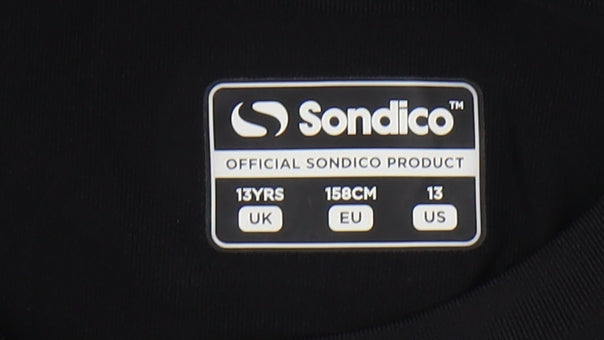 Sondico™
OFFICIAL SONDICO PRODUCT
13YRS 158CM 13
UK EU US